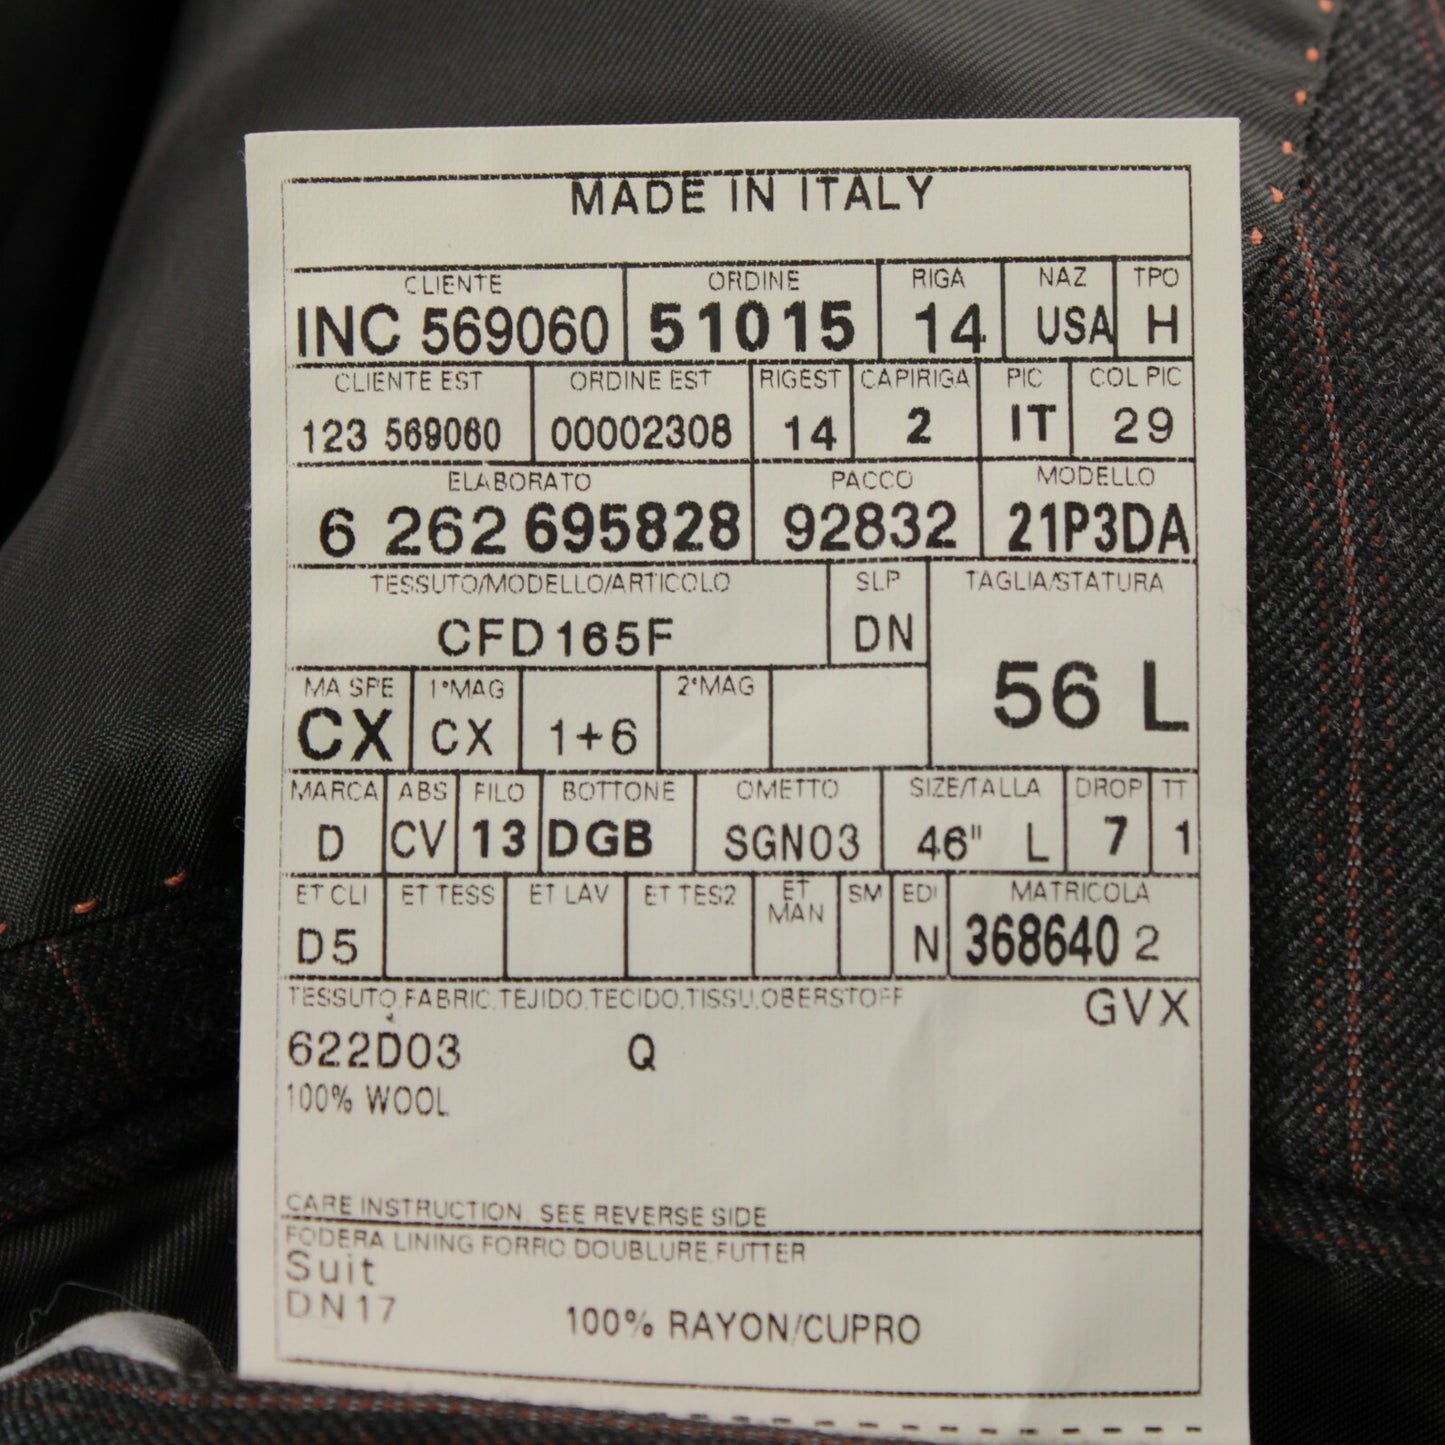 MADE IN ITALY
CLIENTE ORDINE RIGA NAZ TPO
INC 569060 51015 14 USA H
CLIENTE EST ORDINE EST RIGEST CAPIRIGA PIC COL PIC
123 569060 00002308 14 2 IT 29
ELABORATO PACCO MODELLO
6 262 695828 92832 21P3DA
TESSUTO/MODELLO/ARTICOLO SLP TAGLIA/STATURA
CFD165F DN 56 L
MA SPE 1°MAG 2°MAG
CX CX 1+6
MARCA ABS FILO BOTTONE OMETTO SIZE/TALLA DROP TT
D CV 13 DGB SGN03 46" L 7 1
ET CLI ET TESS ET LAV ET TES2 ET MAN SM EDI MATRICOLA
D5 N 368640 2
TESSUTO,FABRIC,TEJIDO,TECIDO,TISSU,OBERSTOFF GVX
622D03 Q
100% WOOL
CARE INSTRUCTION SEE REVERSE SIDE
FODERA LINING FORRO,DOUBLURE,FUTTER
Suit
DN17 100% RAYON/CUPRO